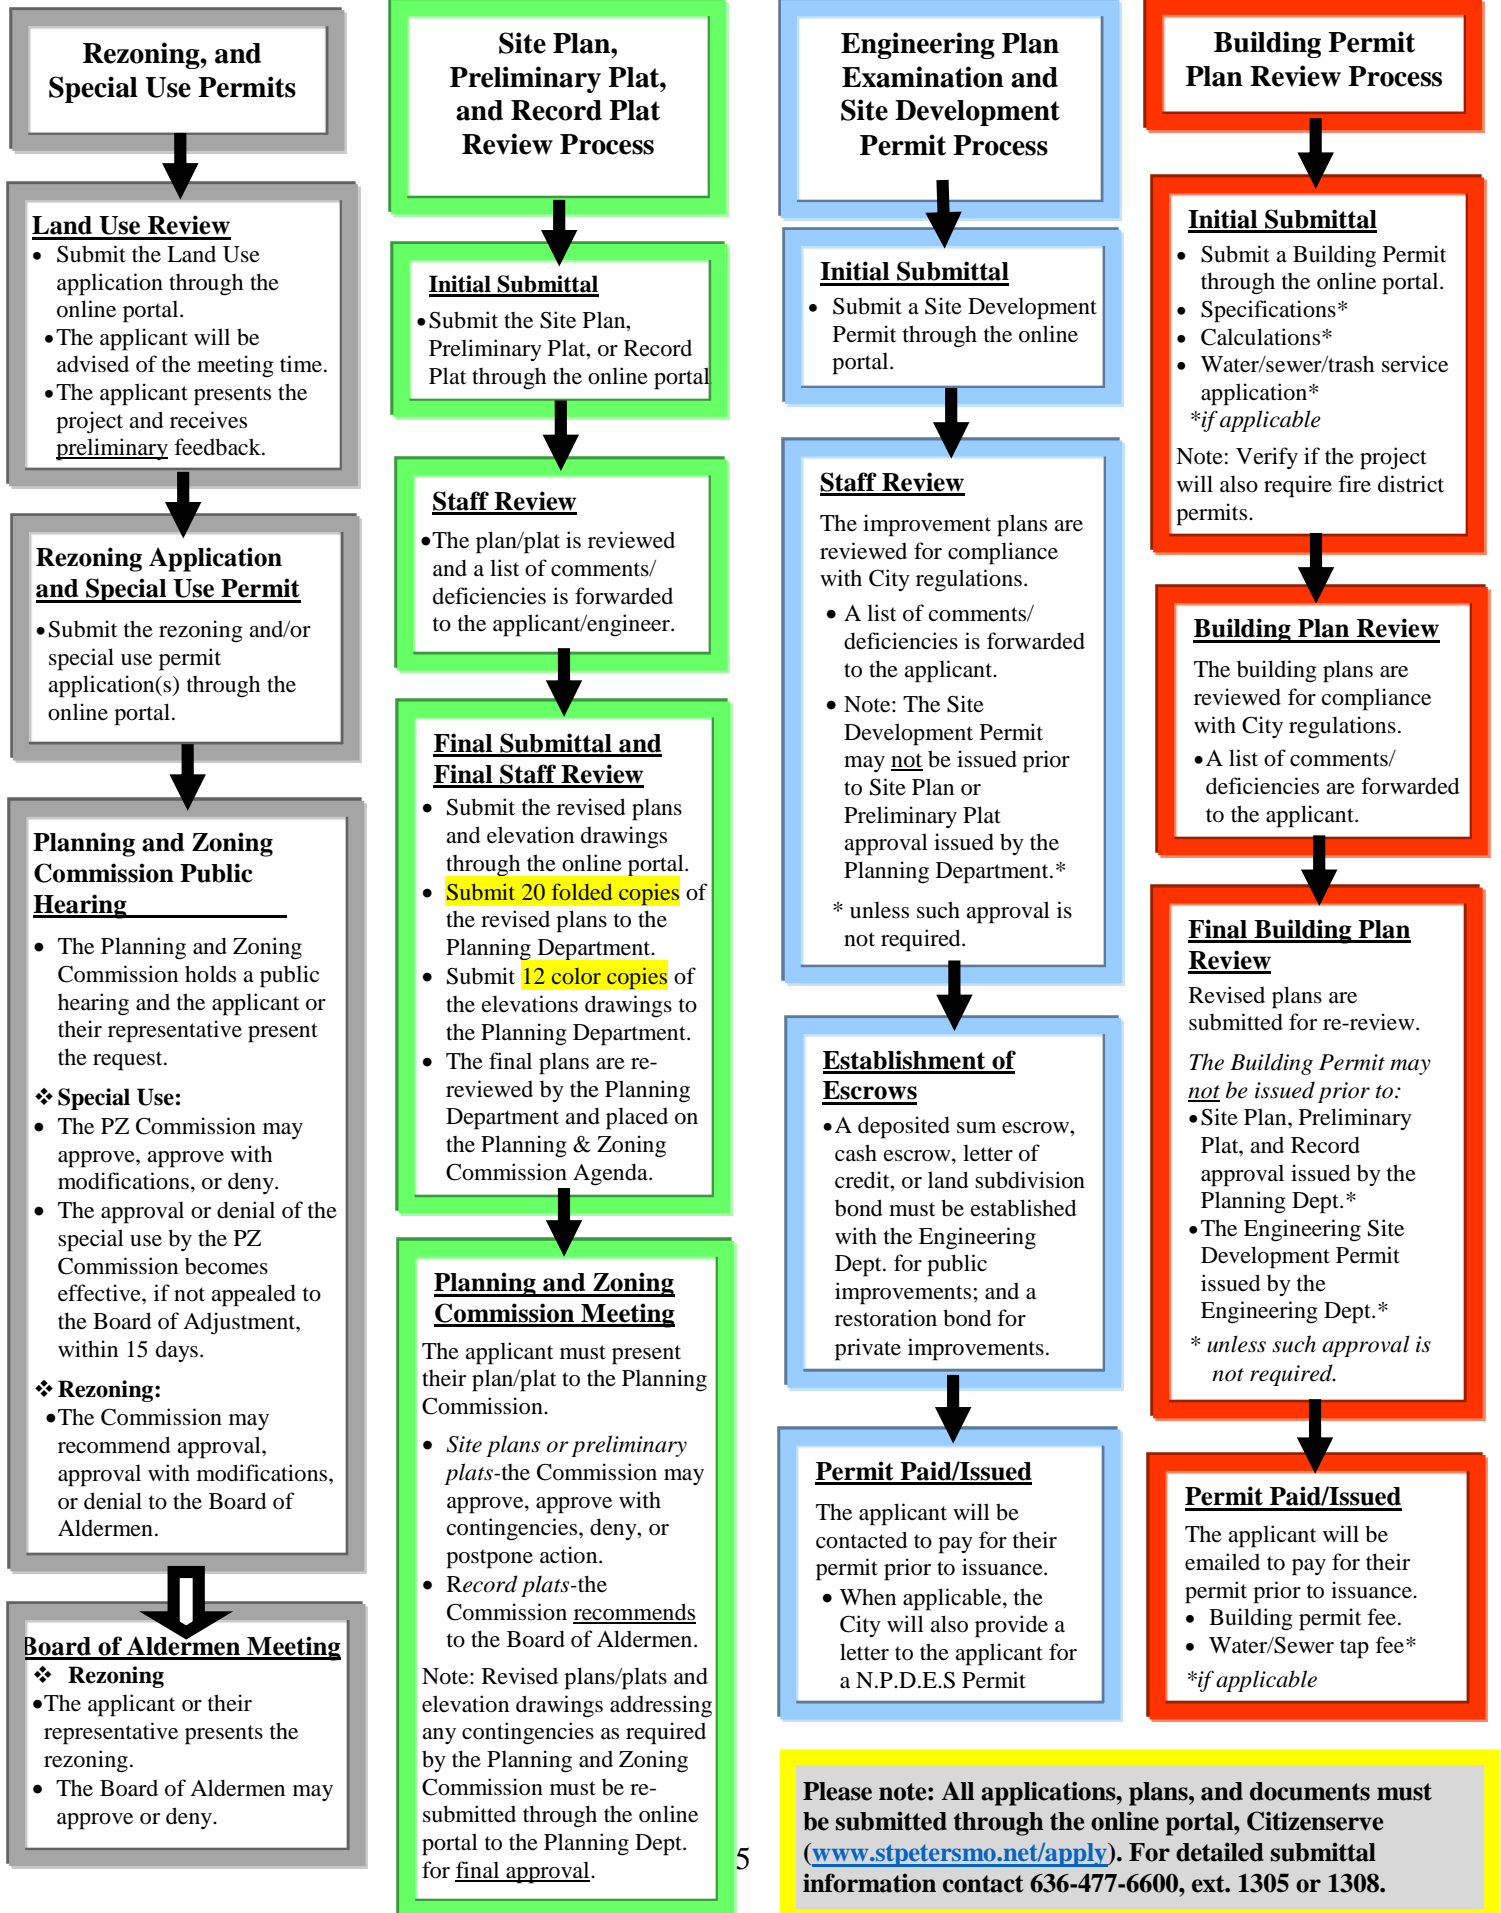 Rezoning, and
Special Use Permits
Land Use Review
• Submit the Land Use
application through the
online portal.
• The applicant will be
advised of the meeting time.
• The applicant presents the
project and receives
preliminary feedback.
Rezoning Application
and Special Use Permit
• Submit the rezoning and/or
special use permit
application(s) through the
online portal.
Planning and Zoning
Commission Public
Hearing
• The Planning and Zoning
Commission holds a public
hearing and the applicant or
their representative present
the request.
❖ Special Use:
• The PZ Commission may
approve, approve with
modifications, or deny.
• The approval or denial of the
special use by the PZ
Commission becomes
effective, if not appealed to
the Board of Adjustment,
within 15 days.
❖ Rezoning:
• The Commission may
recommend approval,
approval with modifications,
or denial to the Board of
Aldermen.
Board of Aldermen Meeting
❖ Rezoning
• The applicant or their
representative presents the
rezoning.
• The Board of Aldermen may
approve or deny.
Site Plan,
Preliminary Plat,
and Record Plat
Review Process
Initial Submittal
• Submit the Site Plan,
Preliminary Plat, or Record
Plat through the online portal
Staff Review
• The plan/plat is reviewed
and a list of comments/
deficiencies is forwarded
to the applicant/engineer.
Final Submittal and
Final Staff Review
• Submit the revised plans
and elevation drawings
through the online portal.
• Submit 20 folded copies of
the revised plans to the
Planning Department.
• Submit 12 color copies of
the elevations drawings to
the Planning Department.
• The final plans are re-
reviewed by the Planning
Department and placed on
the Planning & Zoning
Commission Agenda.
Planning and Zoning
Commission Meeting
The applicant must present
their plan/plat to the Planning
Commission.
• Site plans or preliminary
plats-the Commission may
approve, approve with
contingencies, deny, or
postpone action.
• Record plats-the
Commission recommends
to the Board of Aldermen.
Note: Revised plans/plats and
elevation drawings addressing
any contingencies as required
by the Planning and Zoning
Commission must be re-
submitted through the online
portal to the Planning Dept.
for final approval.
5
Engineering Plan
Examination and
Site Development
Permit Process
Initial Submittal
• Submit a Site Development
Permit through the online
portal.
Staff Review
The improvement plans are
reviewed for compliance
with City regulations.
• A list of comments/
deficiencies is forwarded
to the applicant.
• Note: The Site
Development Permit
may not be issued prior
to Site Plan or
Preliminary Plat
approval issued by the
Planning Department.*
* unless such approval is
not required.
Establishment of
Escrows
• A deposited sum escrow,
cash escrow, letter of
credit, or land subdivision
bond must be established
with the Engineering
Dept. for public
improvements; and a
restoration bond for
private improvements.
Permit Paid/Issued
The applicant will be
contacted to pay for their
permit prior to issuance.
• When applicable, the
City will also provide a
letter to the applicant for
a N.P.D.E.S Permit
Building Permit
Plan Review Process
Initial Submittal
• Submit a Building Permit
through the online portal.
• Specifications*
• Calculations*
• Water/sewer/trash service
application*
*if applicable
Note: Verify if the project
will also require fire district
permits.
Building Plan Review
The building plans are
reviewed for compliance
with City regulations.
• A list of comments/
deficiencies are forwarded
to the applicant.
Final Building Plan
Review
Revised plans are
submitted for re-review.
The Building Permit may
not be issued prior to:
• Site Plan, Preliminary
Plat, and Record
approval issued by the
Planning Dept.*
• The Engineering Site
Development Permit
issued by the
Engineering Dept.*
* unless such approval is
not required.
Permit Paid/Issued
The applicant will be
emailed to pay for their
permit prior to issuance.
• Building permit fee.
• Water/Sewer tap fee*
*if applicable
Please note: All applications, plans, and documents must
be submitted through the online portal, Citizenserve
(www.stpetersmo.net/apply). For detailed submittal
information contact 636-477-6600, ext. 1305 or 1308.